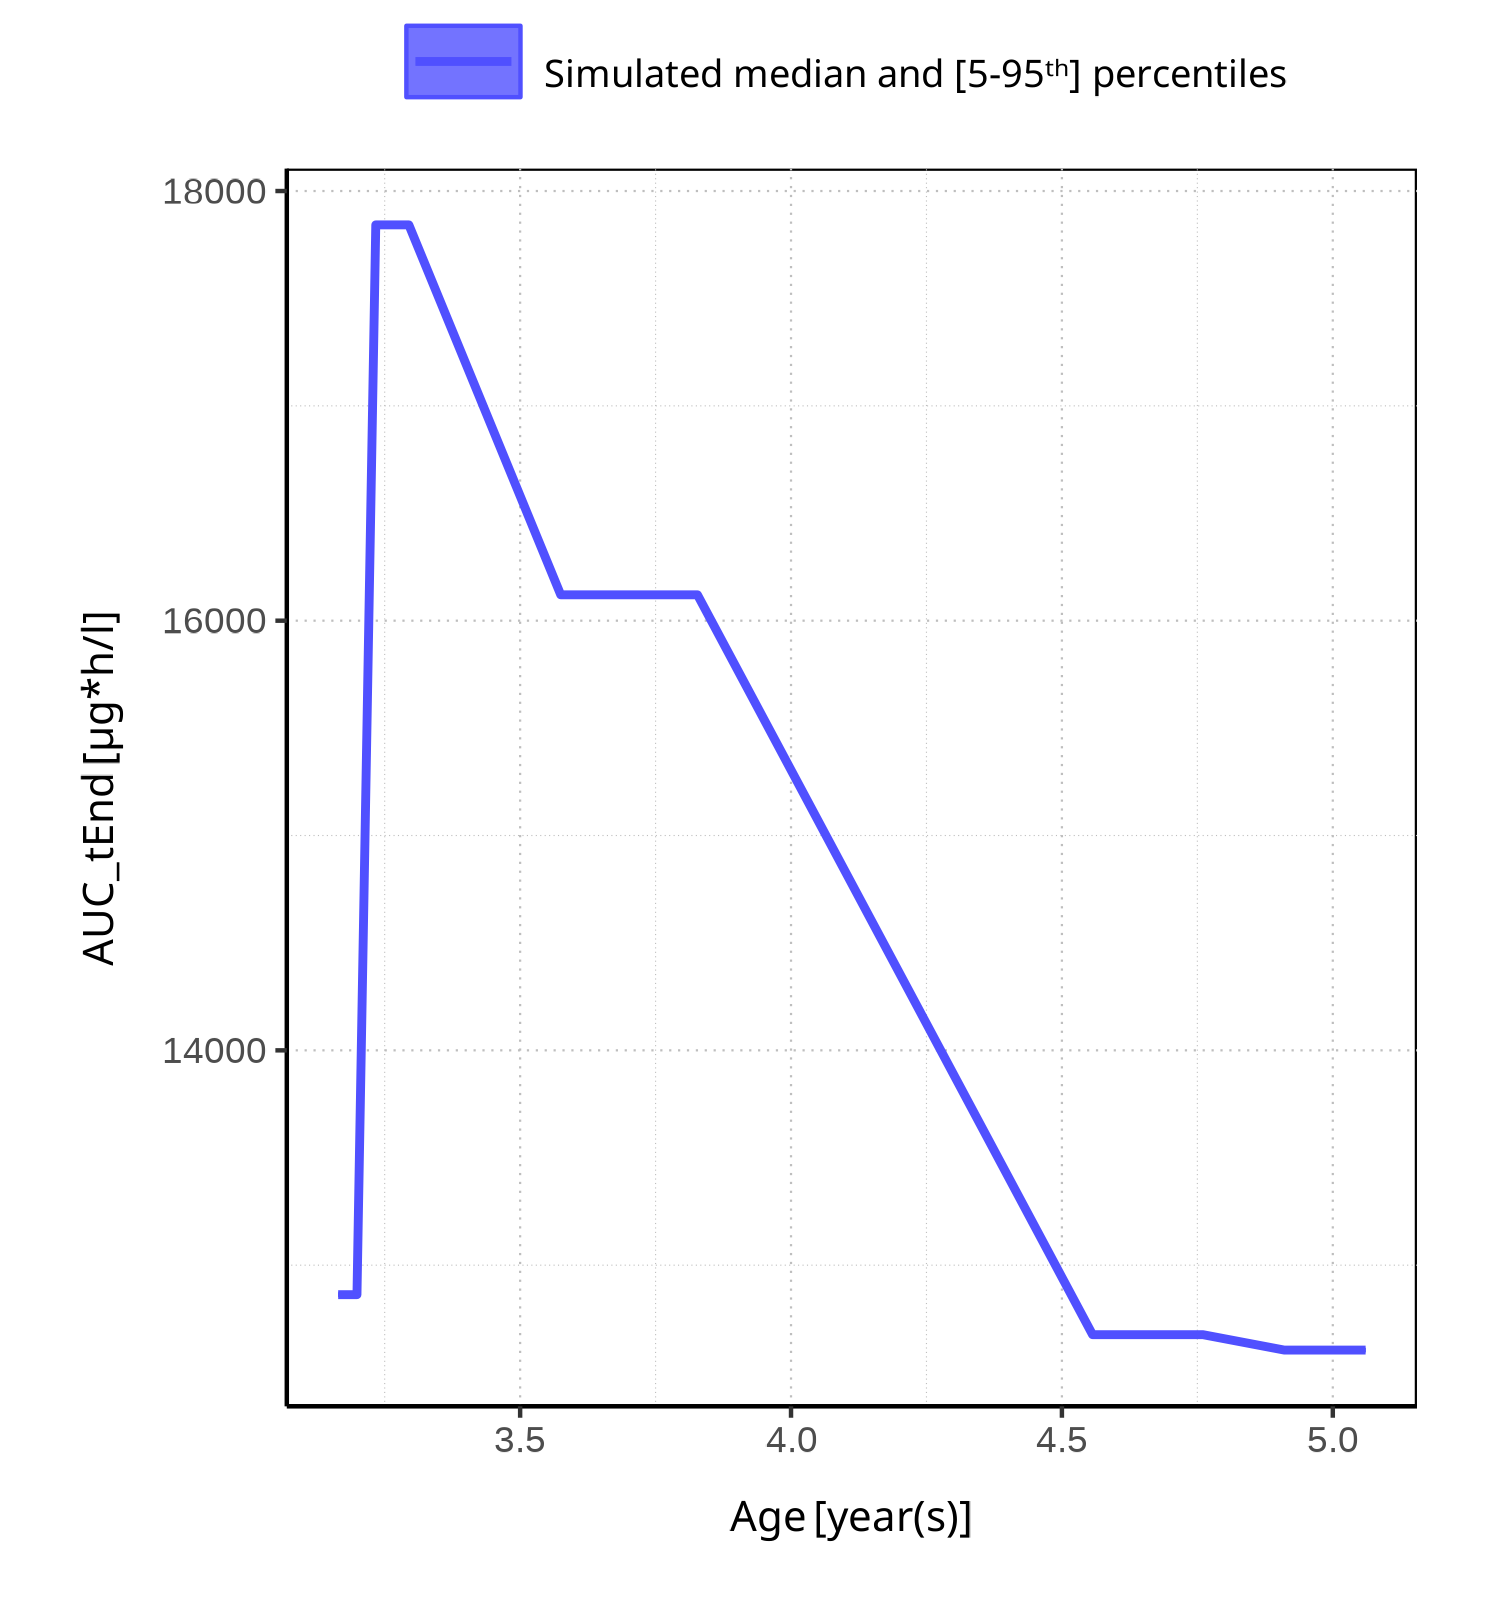 Simulated median and [5-95ᵗʰ] percentiles
18000
16000
14000
AUC_tEnd [µg*h/l]
3.5 4.0 4.5 5.0
Age [year(s)]